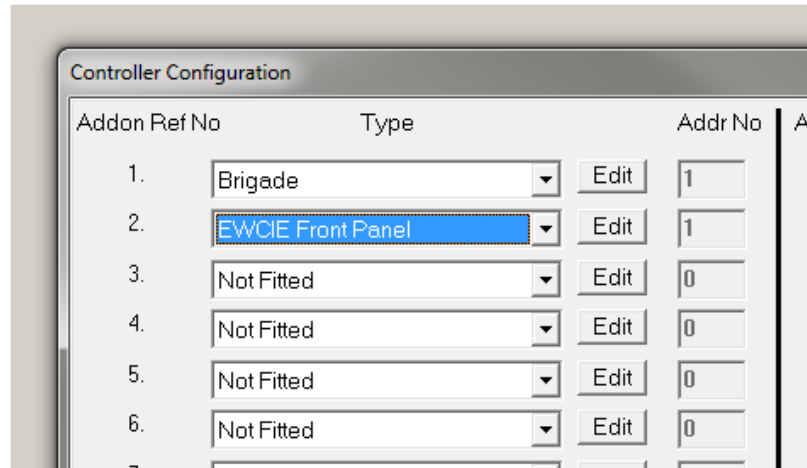 Controller Configuration
Addon Ref No Type Addr No A
1. Brigade Edit 1
2. EWCIE Front Panel Edit 1
3. Not Fitted Edit 0
4. Not Fitted Edit 0
5. Not Fitted Edit 0
6. Not Fitted Edit 0